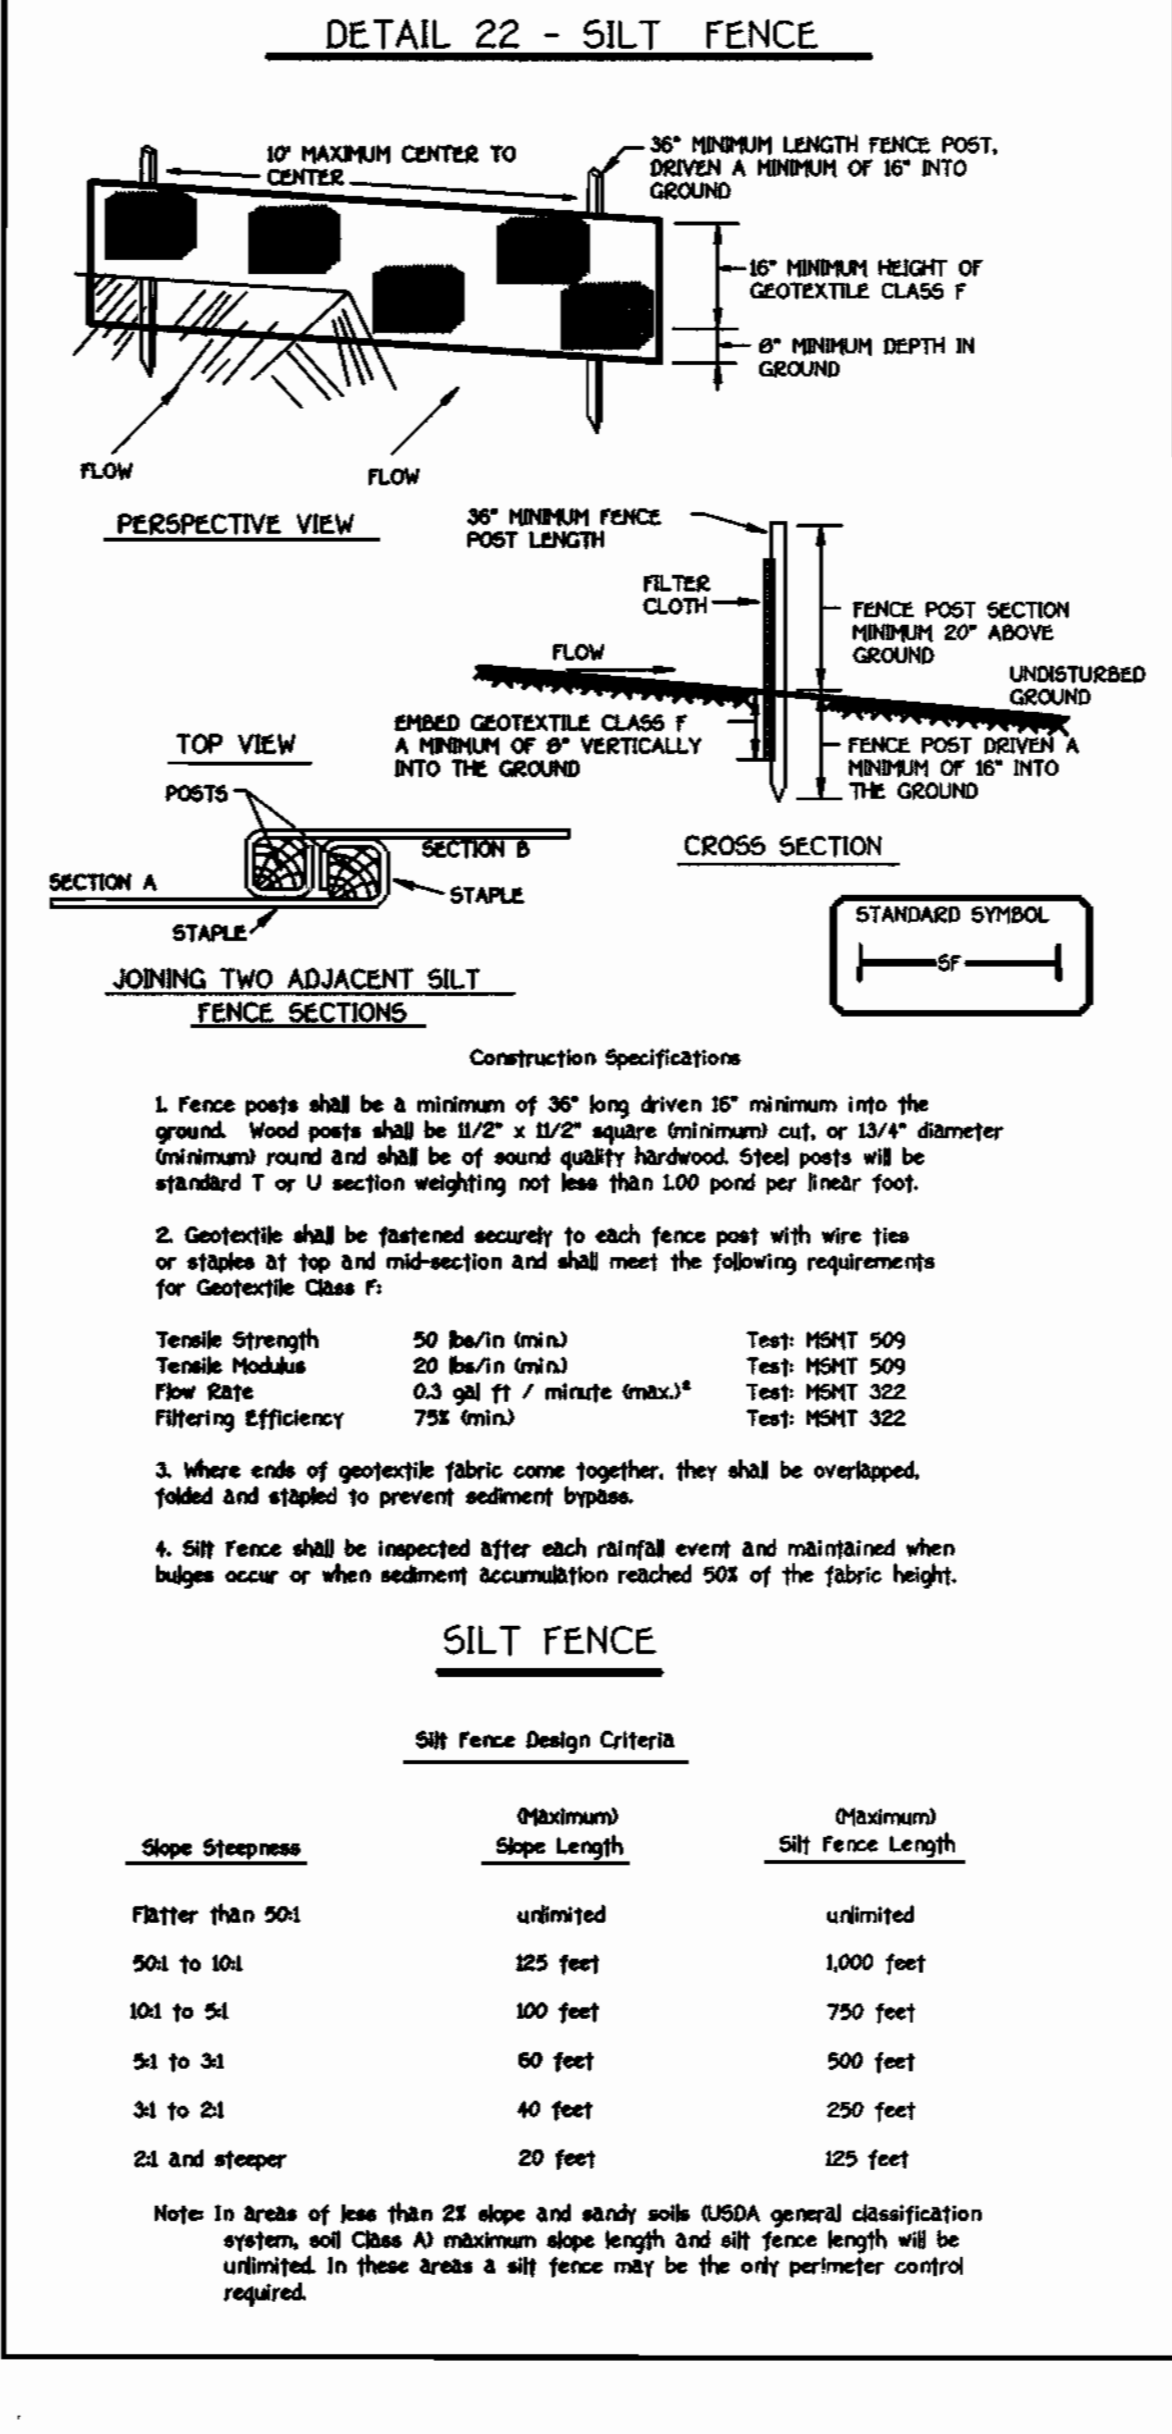 DETAIL 22 - SILT FENCE
10' MAXIMUM CENTER TO
CENTER
36" MINIMUM LENGTH FENCE POST,
DRIVEN A MINIMUM OF 16" INTO
GROUND
16" MINIMUM HEIGHT OF
GEOTEXTILE CLASS F
8" MINIMUM DEPTH IN
GROUND
FLOW
FLOW
PERSPECTIVE VIEW
36" MINIMUM FENCE
POST LENGTH
FILTER
CLOTH
FENCE POST SECTION
MINIMUM 20" ABOVE
GROUND
FLOW
UNDISTURBED
GROUND
EMBED GEOTEXTILE CLASS F
A MINIMUM OF 8" VERTICALLY
INTO THE GROUND
FENCE POST DRIVEN A
MINIMUM OF 16" INTO
THE GROUND
CROSS SECTION
TOP VIEW
POSTS
SECTION B
SECTION A
STAPLE
STAPLE
JOINING TWO ADJACENT SILT
FENCE SECTIONS
STANDARD SYMBOL
SF
Construction Specifications
1. Fence posts shall be a minimum of 36" long driven 16" minimum into the
ground. Wood posts shall be 11/2" x 11/2" square (minimum) cut, or 13/4" diameter
(minimum) round and shall be of sound quality hardwood. Steel posts will be
standard T or U section weighting not less than 1.00 pond per linear foot.
2. Geotextile shall be fastened securely to each fence post with wire ties
or staples at top and mid-section and shall meet the following requirements
for Geotextile Class F:
Tensile Strength 50 lbs/in (min.) Test: MSMT 509
Tensile Modulus 20 lbs/in (min.) Test: MSMT 509
Flow Rate 0.3 gal ft / minute (max.)² Test: MSMT 322
Filtering Efficiency 75% (min.) Test: MSMT 322
3. Where ends of geotextile fabric come together, they shall be overlapped,
folded and stapled to prevent sediment bypass.
4. Silt Fence shall be inspected after each rainfall event and maintained when
bulges occur or when sediment accumulation reached 50% of the fabric height.
SILT FENCE
Silt Fence Design Criteria
(Maximum) (Maximum)
Slope Steepness Slope Length Silt Fence Length
Flatter than 50:1 unlimited unlimited
50:1 to 10:1 125 feet 1,000 feet
10:1 to 5:1 100 feet 750 feet
5:1 to 3:1 60 feet 500 feet
3:1 to 2:1 40 feet 250 feet
2:1 and steeper 20 feet 125 feet
Note: In areas of less than 2% slope and sandy soils (USDA general classification
system, soil Class A) maximum slope length and silt fence length will be
unlimited. In these areas a silt fence may be the only perimeter control
required.